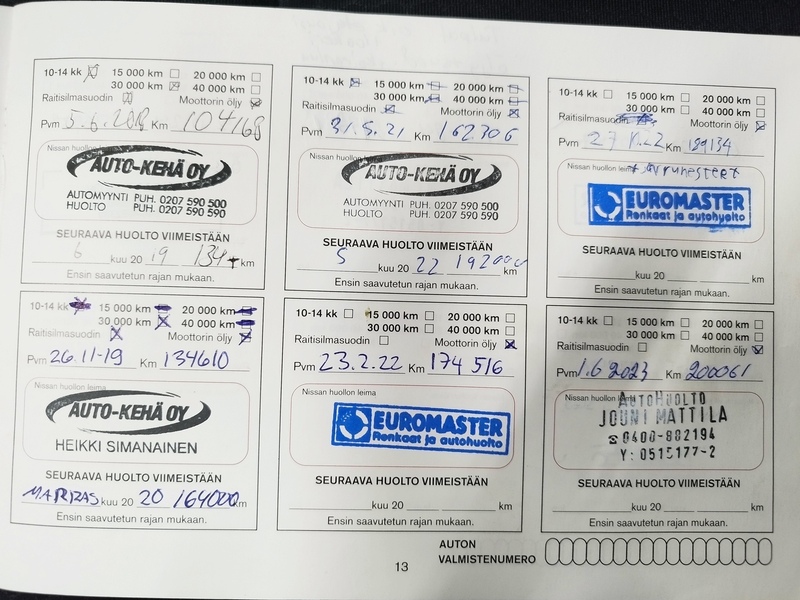 10-14 kk 15 000 km 20 000 km
30 000 km 40 000 km
Raitisilmasuodin Moottorin öljy
Pvm 5.6.2018 Km 104168
Nissan huollon
AUTO-KEHÄ OY
AUTOMYYNTI PUH. 0207 590 500
HUOLTO PUH. 0207 590 590
SEURAAVA HUOLTO VIIMEISTÄÄN
6 kuu 20 19 134 km
Ensin saavutetun rajan mukaan.
10-14 kk 15 000 km 20 000 km
30 000 km 40 000 km
Raitisilmasuodin Moottorin öljy
Pvm 31.5.21 Km 162706
Nissan huollon
AUTO-KEHÄ OY
AUTOMYYNTI PUH. 0207 590 500
HUOLTO PUH. 0207 590 590
SEURAAVA HUOLTO VIIMEISTÄÄN
5 kuu 20 22 192000 km
Ensin saavutetun rajan mukaan.
10-14 kk 15 000 km 20 000 km
30 000 km 40 000 km
Raitisilmasuodin Moottorin öljy
Pvm Km 189134
Nissan huollon leima
EUROMASTER
Renkaat ja autohuolto
SEURAAVA HUOLTO VIIMEISTÄÄN
kuu 20 km
Ensin saavutetun rajan mukaan.
10-14 kk 15 000 km 20 000 km
30 000 km 40 000 km
Raitisilmasuodin Moottorin öljy
Pvm 26.11-19 Km 134610
Nissan huollon leima
AUTO-KEHÄ OY
HEIKKI SIMANAINEN
SEURAAVA HUOLTO VIIMEISTÄÄN
MARRAS kuu 20 20 164000 km
Ensin saavutetun rajan mukaan.
10-14 kk 15 000 km 20 000 km
30 000 km 40 000 km
Raitisilmasuodin Moottorin öljy
Pvm 23.2.22 Km 174 516
Nissan huollon leima
EUROMASTER
Renkaat ja autohuolto
SEURAAVA HUOLTO VIIMEISTÄÄN
kuu 20 km
Ensin saavutetun rajan mukaan.
10-14 kk 15 000 km 20 000 km
30 000 km 40 000 km
Raitisilmasuodin Moottorin öljy
Pvm 1.6 2023 Km 200061
Nissan huollon leima
AUTOHUOLTO
JOUNI MATTILA
☎0400-802194
Y: 0515177-2
SEURAAVA HUOLTO VIIMEISTÄÄN
kuu 20 km
Ensin saavutetun rajan mukaan.
13
AUTON
VALMISTENUMERO